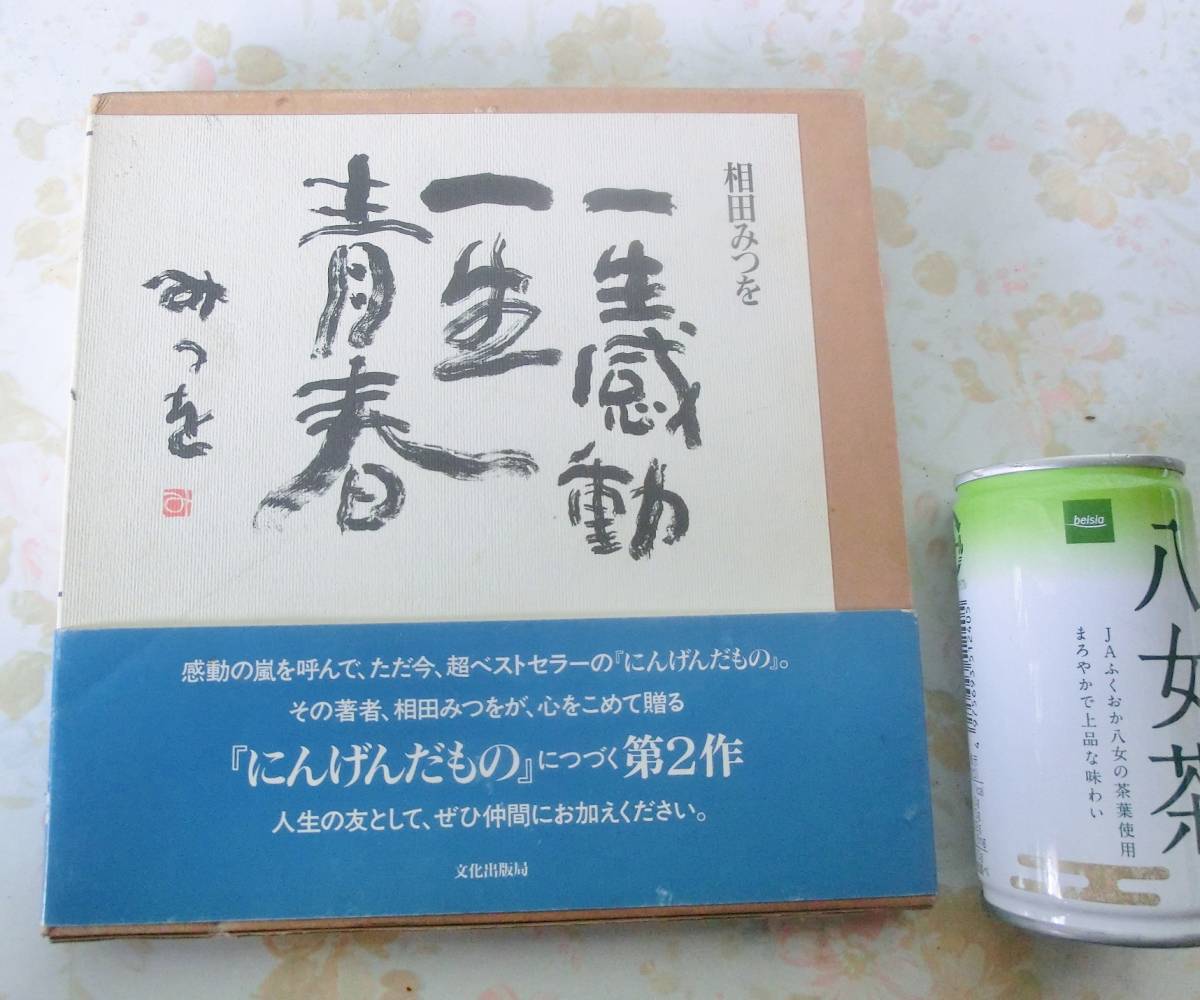 相田みつを
一生感動
一生
青春
みつを
み
感動の嵐を呼んで、ただ今、超ベストセラーの『にんげんだもの』。
その著者、相田みつをが、心をこめて贈る
『にんげんだもの』につづく第2作
人生の友として、ぜひ仲間にお加えください。
文化出版局
beisia
八女茶
JAふくおか八女の茶葉使用
まろやかで上品な味わい